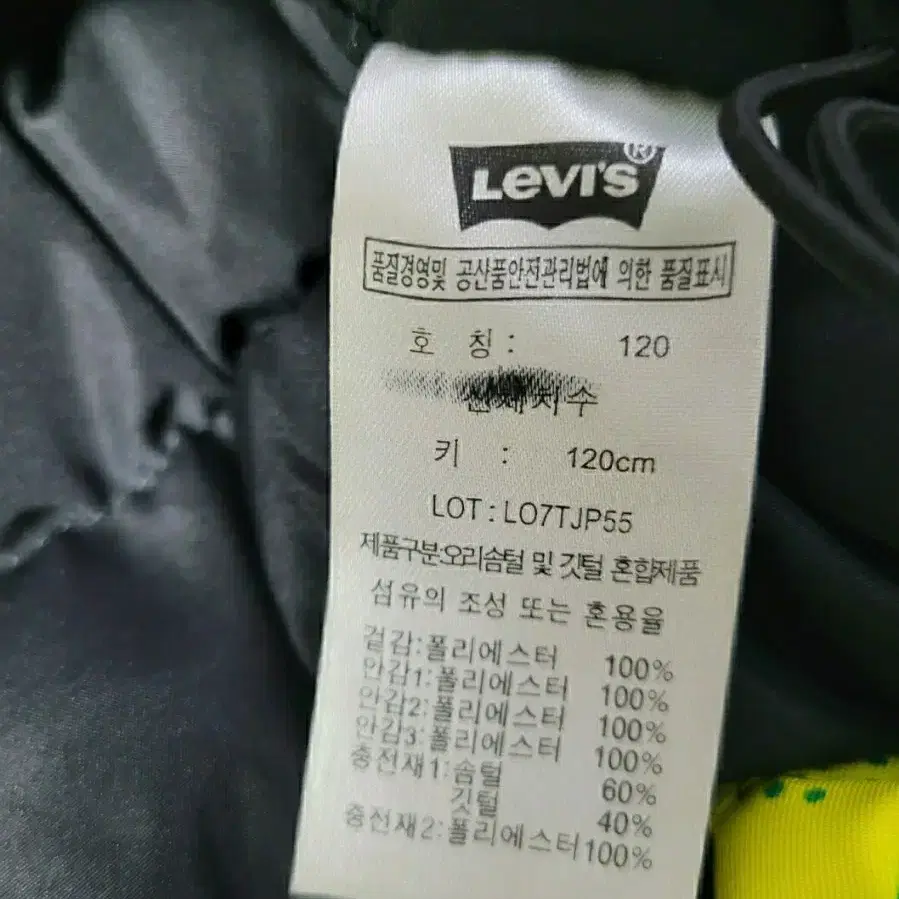 LEVI'S ®
품질경영및 공산품안전관리법에 의한 품질표시
호 칭 : 120
신체치수
키 : 120cm
LOT : LO7TJP55
제품구분:오리솜털 및 깃털 혼합제품
섬유의 조성 또는 혼용율
겉감:폴리에스터 100%
안감1:폴리에스터 100%
안감2:폴리에스터 100%
안감3:폴리에스터 100%
충전재1:솜털 60%
깃털 40%
충전재2:폴리에스터 100%